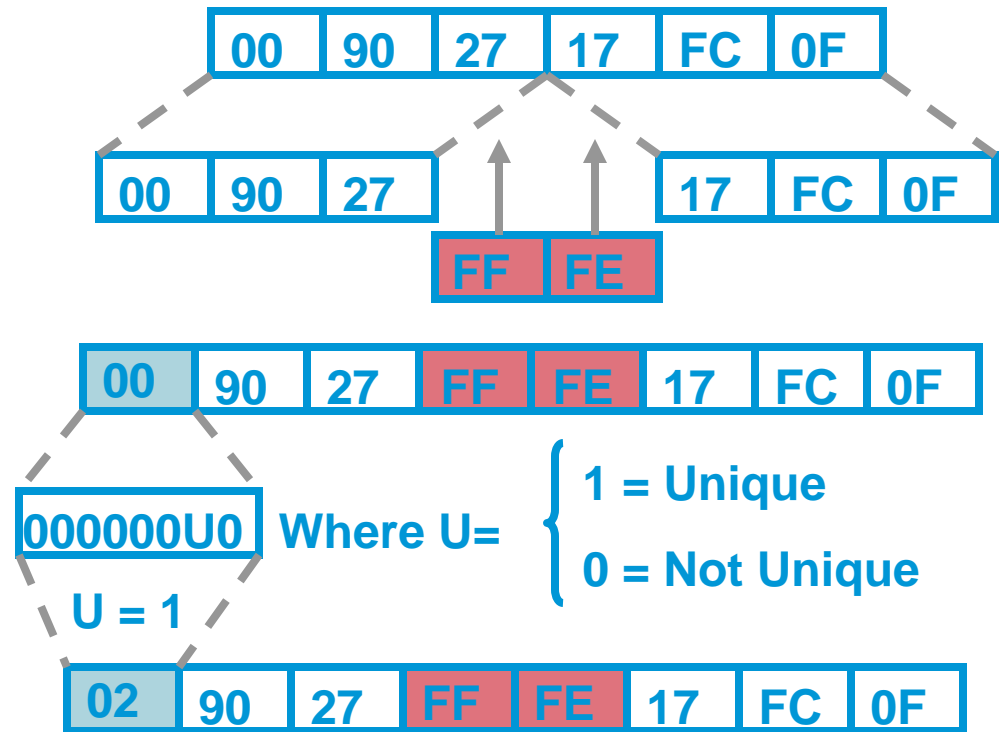 00 90 27 17 FC 0F
00 90 27 17 FC 0F
FF FE
00 90 27 FF FE 17 FC 0F
1 = Unique
000000U0 Where U=
0 = Not Unique
U = 1
02 90 27 FF FE 17 FC 0F